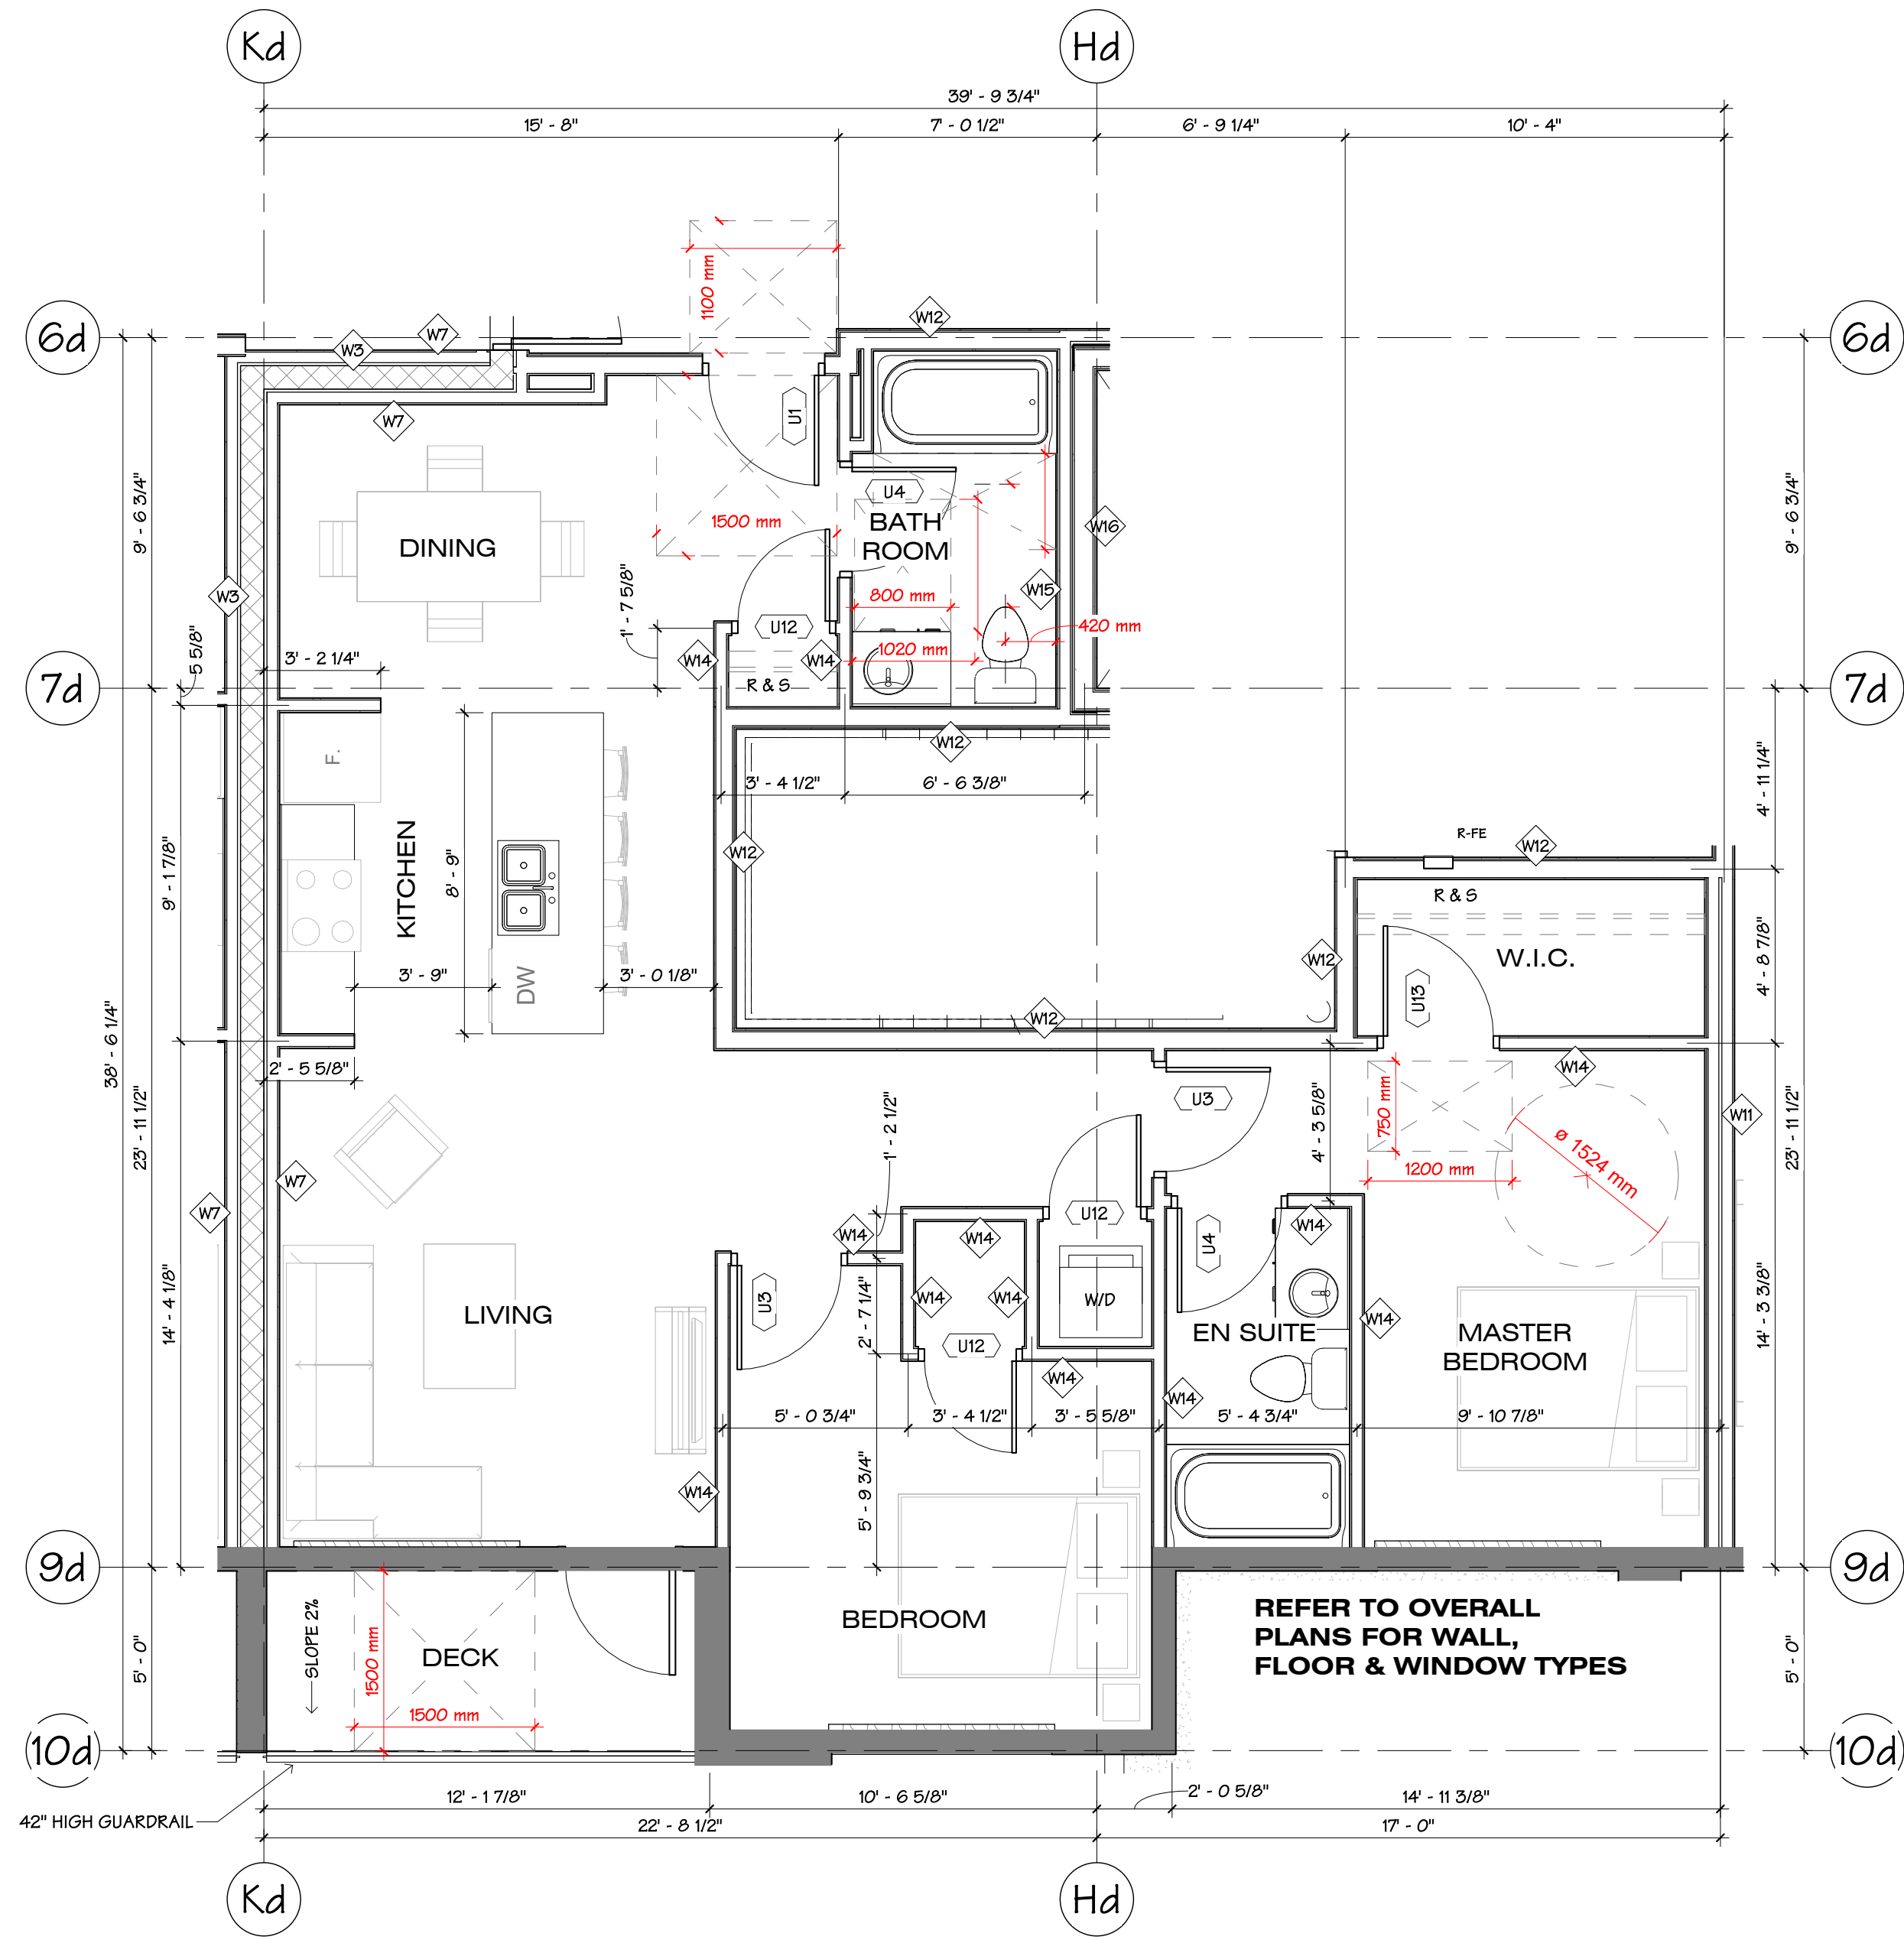 Kd
Hd
39' - 9 3/4"
15' - 8"
7' - 0 1/2"
6' - 9 1/4"
10' - 4"
1100 mm
6d
W3
W7
W12
6d
U1
W7
9' - 6 3/4"
DINING
1500 mm
U4
BATH
ROOM
W16
9' - 6 3/4"
W3
W15
800 mm
1' - 7 5/8"
U12
420 mm
5 5/8"
3' - 2 1/4"
W14
W14
1020 mm
7d
R & S
7d
F.
W12
3' - 4 1/2"
6' - 6 3/8"
4' - 11 1/4"
KITCHEN
8' - 9"
9' - 1 7/8"
W12
R-FE
W12
R & S
W.I.C.
W12
4' - 8 7/8"
3' - 9"
DW
3' - 0 1/8"
U13
W12
38' - 6 1/4"
2' - 5 5/8"
W14
23' - 11 1/2"
1' - 2 1/2"
U3
4' - 3 5/8"
750 mm
W11
23' - 11 1/2"
1200 mm
ø 1524 mm
W7
W7
W14
W14
U12
U4
W14
14' - 4 1/8"
LIVING
U3
2' - 7 1/4"
W14
W14
W/D
W14
14' - 3 3/8"
U12
EN SUITE
MASTER
BEDROOM
W14
W14
5' - 0 3/4"
3' - 4 1/2"
3' - 5 5/8"
5' - 4 3/4"
9' - 10 7/8"
W14
5' - 9 3/4"
9d
9d
SLOPE 2%
1500 mm
DECK
1500 mm
BEDROOM
REFER TO OVERALL
PLANS FOR WALL,
FLOOR & WINDOW TYPES
5' - 0"
5' - 0"
10d
10d
42" HIGH GUARDRAIL
12' - 1 7/8"
10' - 6 5/8"
2' - 0 5/8"
14' - 11 3/8"
22' - 8 1/2"
17' - 0"
Kd
Hd